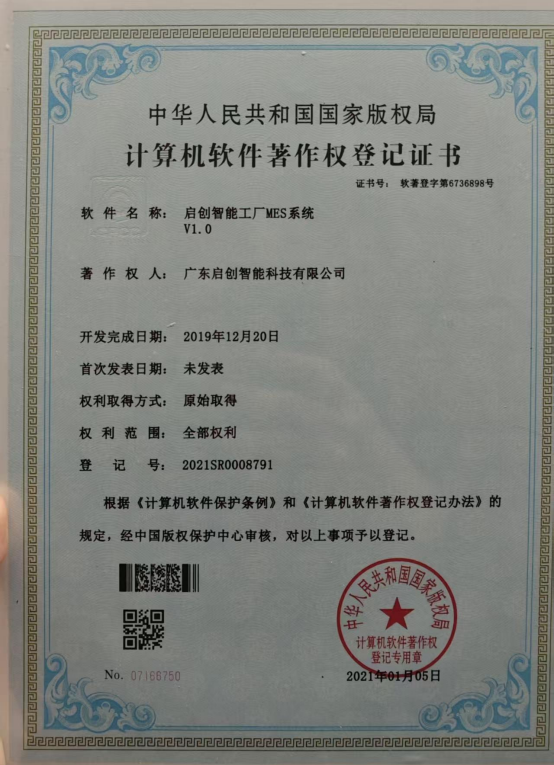 中华人民共和国国家版权局
计算机软件著作权登记证书
证书号： 软著登字第6736898号
软件名称： 启创智能工厂MES系统
V1.0
著作权人： 广东启创智能科技有限公司
开发完成日期： 2019年12月20日
首次发表日期： 未发表
权利取得方式： 原始取得
权利范围： 全部权利
登记号： 2021SR0008791
根据《计算机软件保护条例》和《计算机软件著作权登记办法》的
规定，经中国版权保护中心审核，对以上事项予以登记。
中华人民共和国国家版权局
计算机软件著作权
登记专用章
No. 07166750
2021年01月05日